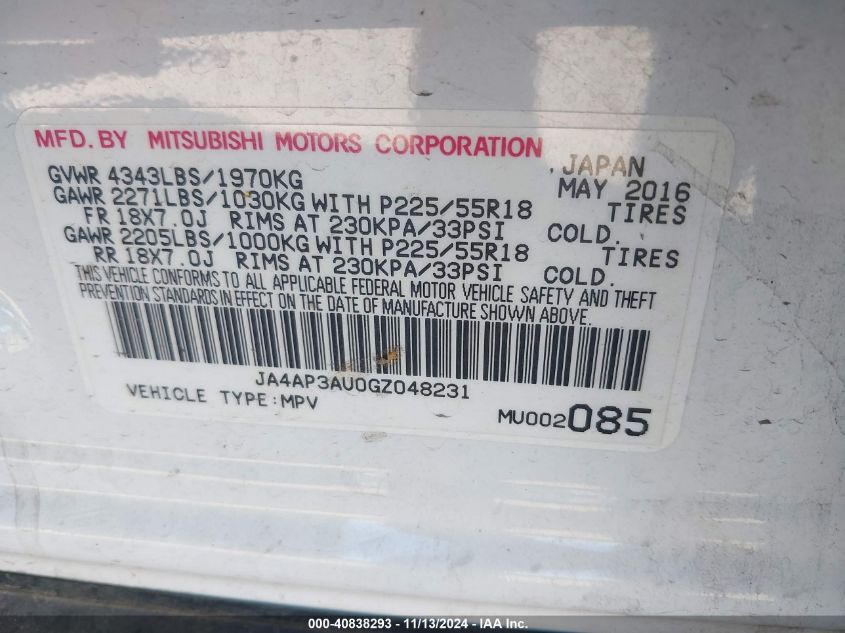 MFD. BY MITSUBISHI MOTORS CORPORATION JAPAN
GVWR 4343LBS/1970KG MAY 2016
GAWR 2271LBS/1030KG WITH P225/55R18 TIRES
FR 18X7.0J RIMS AT 230KPA/33PSI COLD.
GAWR 2205LBS/1000KG WITH P225/55R18 TIRES
RR 18X7.0J RIMS AT 230KPA/33PSI COLD.
THIS VEHICLE CONFORMS TO ALL APPLICABLE FEDERAL MOTOR VEHICLE SAFETY AND THEFT
PREVENTION STANDARDS IN EFFECT ON THE DATE OF MANUFACTURE SHOWN ABOVE.
JA4AP3AU0GZ048231
VEHICLE TYPE:MPV MU002085
000-40838293 - 11/13/2024 - IAA, Inc.